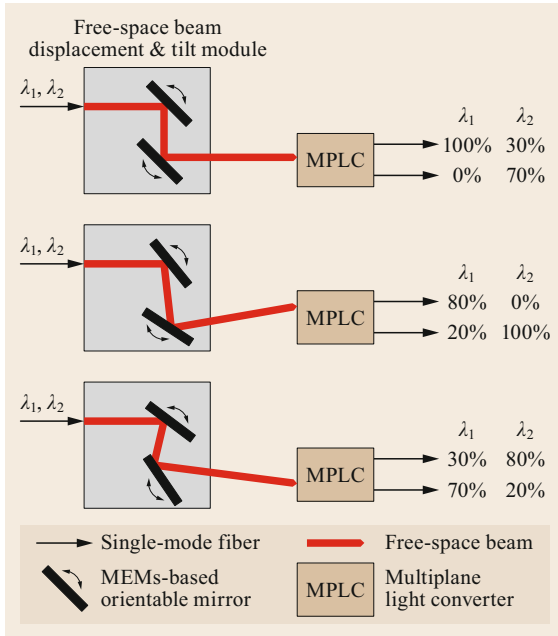 Free-space beam
displacement & tilt module
λ1, λ2
λ1 λ2
MPLC
100% 30%
0% 70%
λ1, λ2
λ1 λ2
MPLC
80% 0%
20% 100%
λ1, λ2
λ1 λ2
MPLC
30% 80%
70% 20%
Single-mode fiber
Free-space beam
MEMs-based
orientable mirror
MPLC
Multiplane
light converter